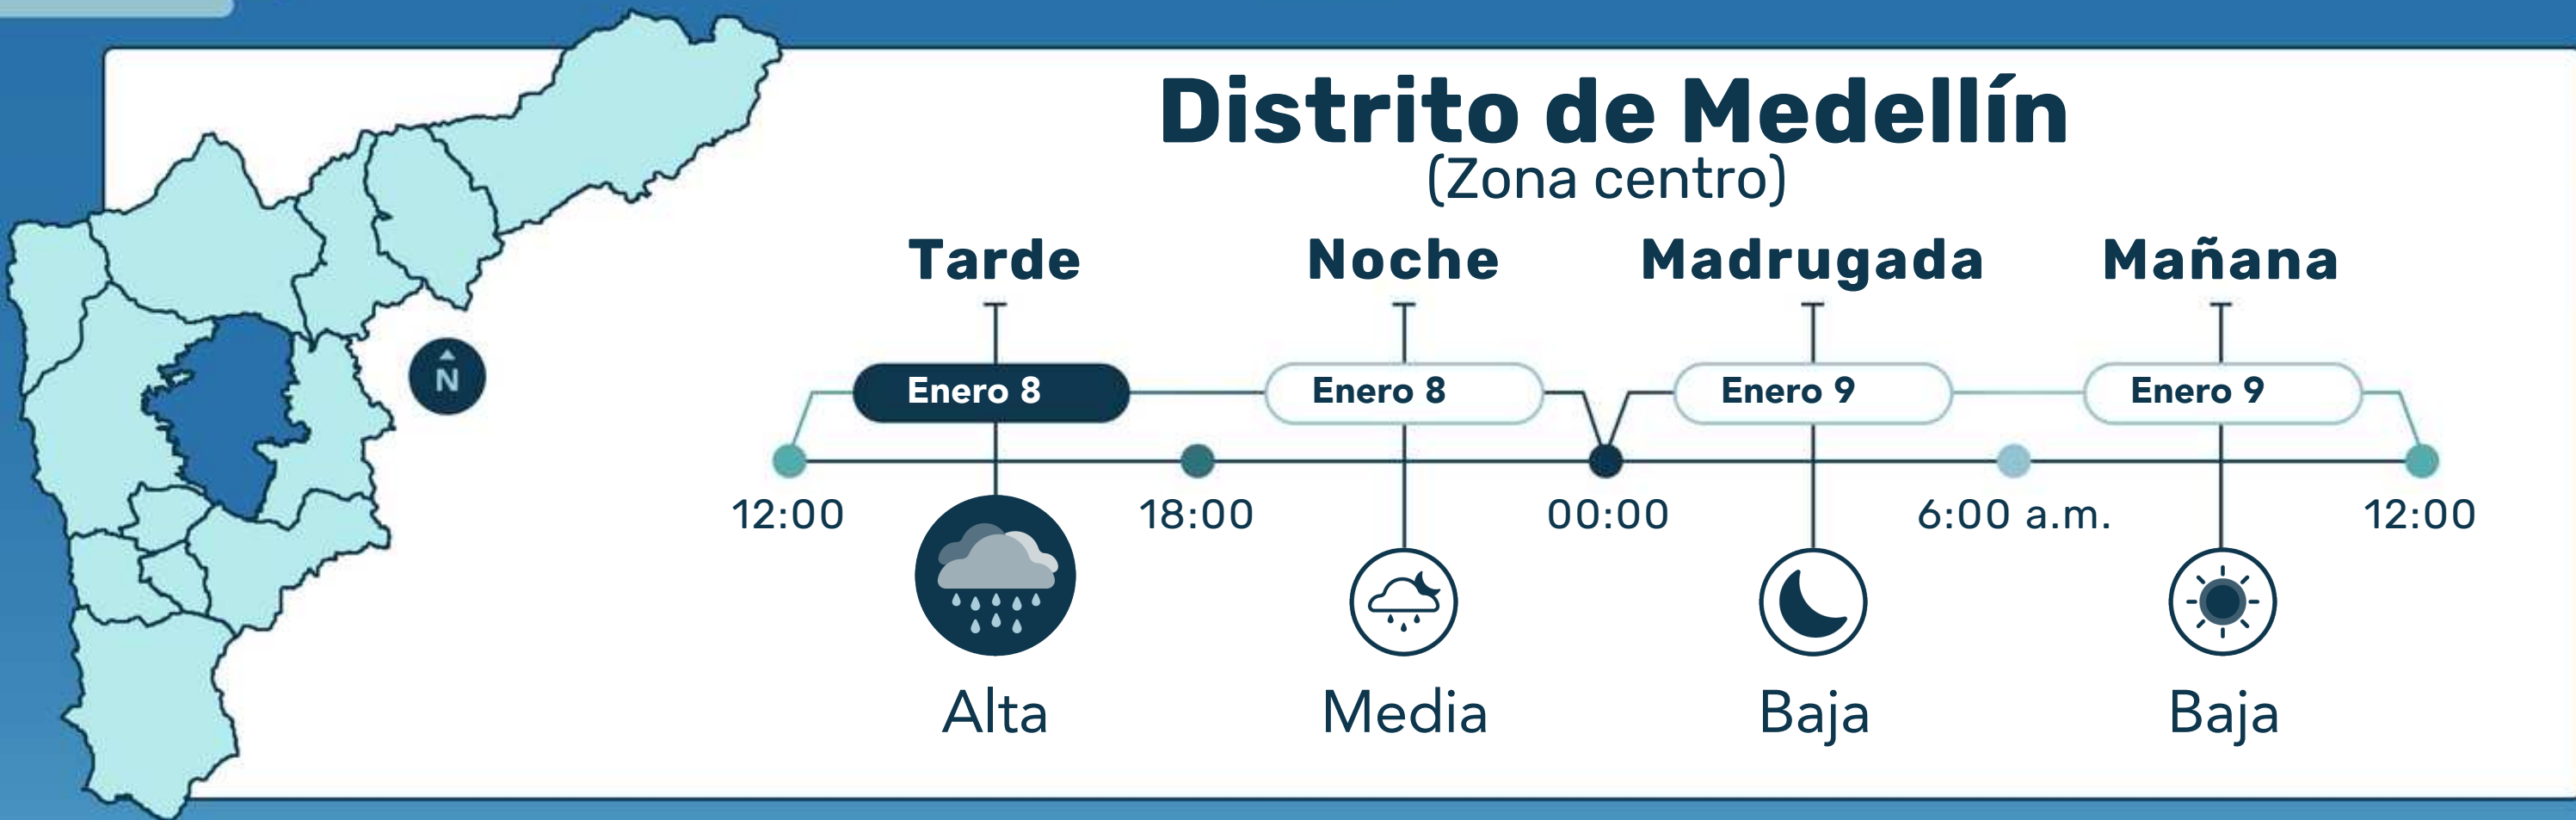 Distrito de Medellín
(Zona centro)
Tarde Noche Madrugada Mañana
N
Enero 8 Enero 8 Enero 9 Enero 9
12:00 18:00 00:00 6:00 a.m. 12:00
Alta Media Baja Baja